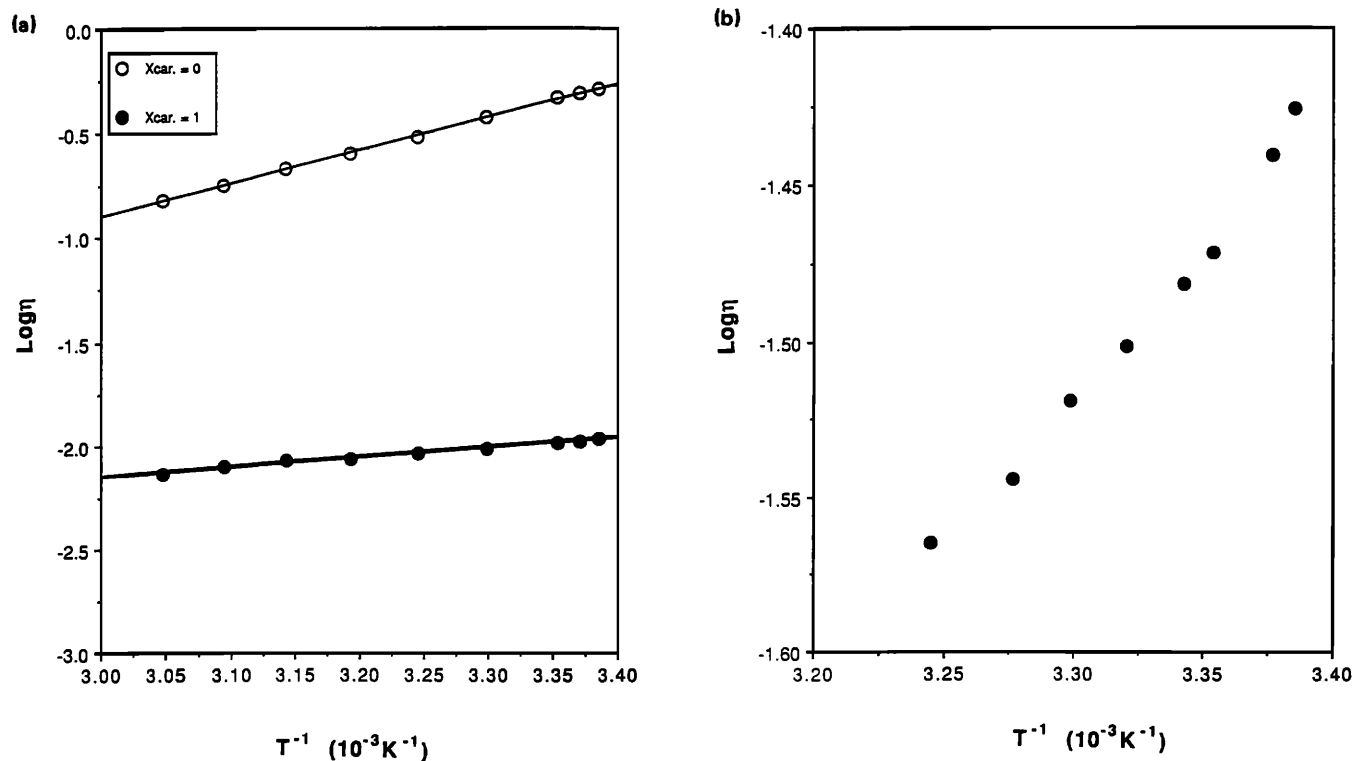 (a)
Xcar. = 0
Xcar. = 1
0.0
-0.5
-1.0
-1.5
-2.0
-2.5
-3.0
Logη
3.00 3.05 3.10 3.15 3.20 3.25 3.30 3.35 3.40
T⁻¹ (10⁻³K⁻¹)
(b)
-1.40
-1.45
-1.50
-1.55
-1.60
Logη
3.20 3.25 3.30 3.35 3.40
T⁻¹ (10⁻³K⁻¹)